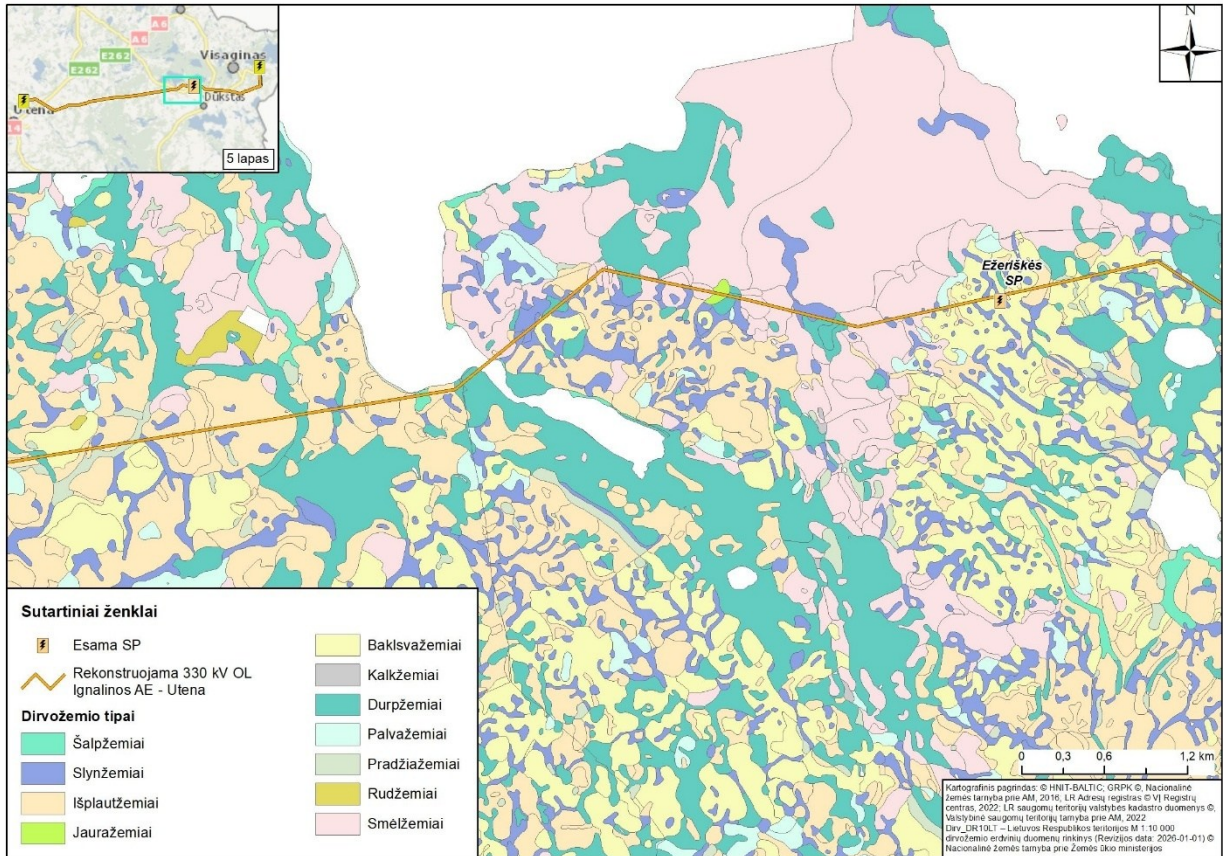 A6
A6
E262
E262
Visaginas
Dūkstas
Utena
14
5 lapas
N
Ežeriškės
SP
Sutartiniai ženklai
Esama SP
Rekonstruojama 330 kV OL
Ignalinos AE - Utena
Dirvožemio tipai
Šalpžemiai
Slynžemiai
Išplautžemiai
Jauražemiai
Baklsvažemiai
Kalkžemiai
Durpžemiai
Palvažemiai
Pradžiažemiai
Rudžemiai
Smėlžemiai
0 0,3 0,6 1,2 km
Kartografinis pagrindas: © HNIT-BALTIC; GRPK ©, Nacionalinė
žemės tarnyba prie AM, 2016; LR Adresų registras © VĮ Registrų
centras, 2022; LR saugomų teritorijų valstybės kadastro duomenys ©,
Valstybinė saugomų teritorijų tarnyba prie AM, 2022
Dirv_DR10LT – Lietuvos Respublikos teritorijos M 1:10 000
dirvožemio erdvinių duomenų rinkinys (Revizijos data: 2026-01-01) ©
Nacionalinė žemės tarnyba prie Žemės ūkio ministerijos